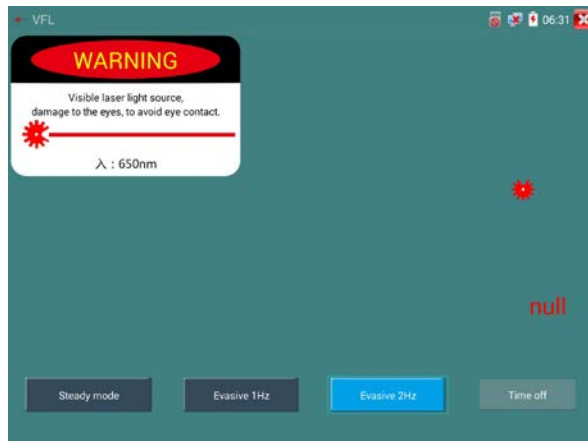 VFL
06:31
WARNING
Visible laser light source,
damage to the eyes, to avoid eye contact.
入 : 650nm
null
Steady mode
Evasive 1Hz
Evasive 2Hz
Time off